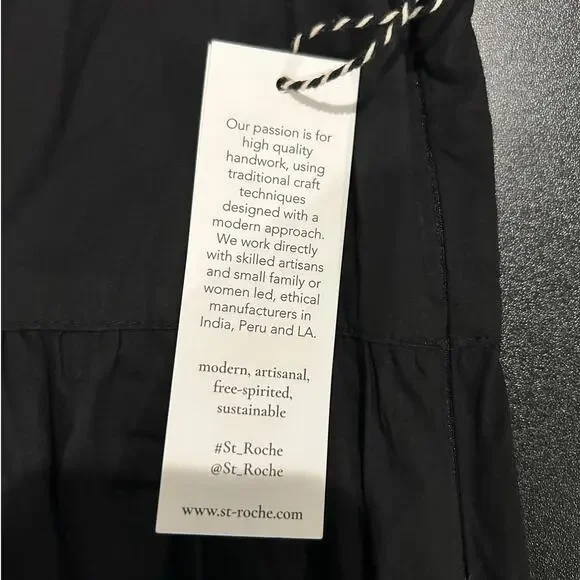 Our passion is for
high quality
handwork, using
traditional craft
techniques
designed with a
modern approach.
We work directly
with skilled artisans
and small family or
women led, ethical
manufacturers in
India, Peru and LA.
modern, artisanal,
free-spirited,
sustainable
#St_Roche
@St_Roche
www.st-roche.com